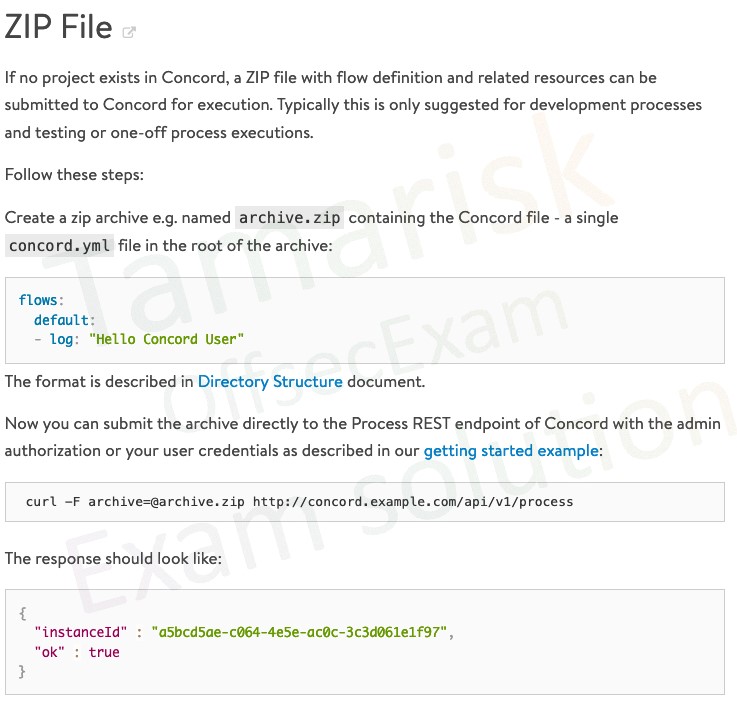 ZIP File
If no project exists in Concord, a ZIP file with flow definition and related resources can be
submitted to Concord for execution. Typically this is only suggested for development processes
and testing or one-off process executions.
Follow these steps:
Create a zip archive e.g. named archive.zip containing the Concord file - a single
concord.yml file in the root of the archive:
flows:
  default:
  - log: "Hello Concord User"
The format is described in Directory Structure document.
Now you can submit the archive directly to the Process REST endpoint of Concord with the admin
authorization or your user credentials as described in our getting started example:
curl -F archive=@archive.zip http://concord.example.com/api/v1/process
The response should look like:
{
  "instanceId" : "a5bcd5ae-c064-4e5e-ac0c-3c3d061e1f97",
  "ok" : true
}
Tamarisk
OffsecExam
Exam solution